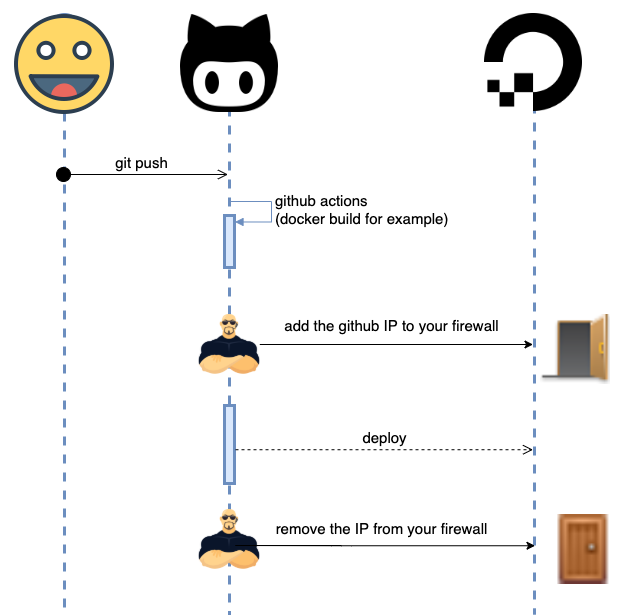 git push
github actions
(docker build for example)
add the github IP to your firewall
deploy
remove the IP from your firewall